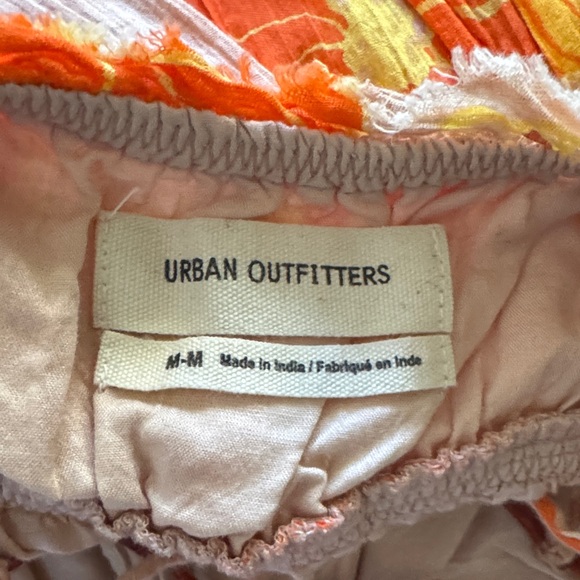 URBAN OUTFITTERS
M-M Made in India / Fabriqué en Inde